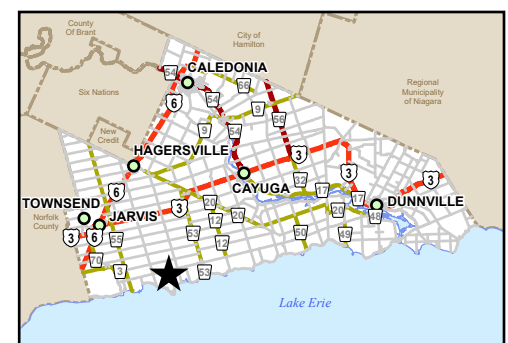 County
Of Brant
City of
Hamilton
CALEDONIA
54
66
6
54
Six Nations
Regional
Municipality
of Niagara
9
56
New
Credit
9
54
HAGERSVILLE
3
3
CAYUGA
32
17
17
3
6
TOWNSEND
20
3
20
12
20
48
DUNNVILLE
JARVIS
Norfolk
County
3
6
55
53
12
50
49
70
3
53
Lake Erie